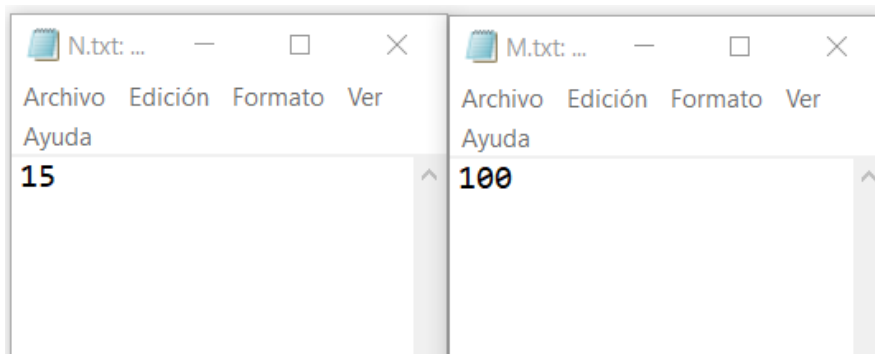 N.txt: ...
Archivo Edición Formato Ver
Ayuda
15
M.txt: ...
Archivo Edición Formato Ver
Ayuda
100